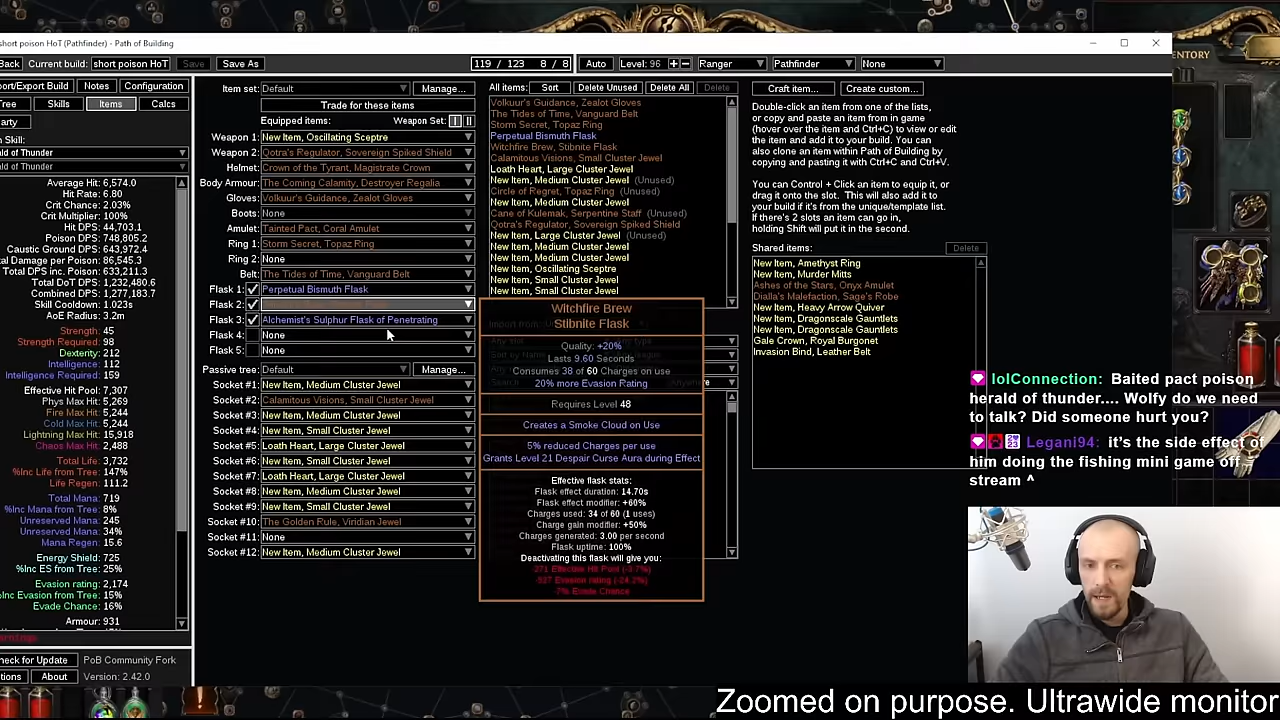 short poison HoT (Pathfinder) - Path of Building
Back Current build: short poison HoT Save Save As 119 / 123 8 / 8 Auto Level: 96 Ranger Pathfinder None
Import/Export Build Notes Configuration
Tree Skills Items Calcs
Party
Main Skill:
Herald of Thunder
Herald of Thunder
Average Hit: 6,574.0
Hit Rate: 6.80
Crit Chance: 2.03%
Crit Multiplier: 100%
Hit DPS: 44,703.1
Poison DPS: 748,805.2
Caustic Ground DPS: 643,972.4
Total Damage per Poison: 86,545.3
Total DPS inc. Poison: 633,211.3
Total DoT DPS: 1,232,480.6
Combined DPS: 1,277,183.7
Skill Cooldown: 1.023s
AoE Radius: 3.2m
Strength: 45
Strength Required: 98
Dexterity: 212
Intelligence: 112
Intelligence Required: 159
Effective Hit Pool: 7,307
Phys Max Hit: 5,269
Fire Max Hit: 5,244
Cold Max Hit: 5,244
Lightning Max Hit: 15,918
Chaos Max Hit: 2,488
Total Life: 3,732
%Inc Life from Tree: 147%
Life Regen: 111.2
Total Mana: 719
%Inc Mana from Tree: 8%
Unreserved Mana: 245
Unreserved Mana: 34%
Mana Regen: 15.6
Energy Shield: 725
%Inc ES from Tree: 25%
Evasion rating: 2,174
%Inc Evasion from Tree: 15%
Evade Chance: 16%
Armour: 931
Check for Update PoB Community Fork
About Version: 2.42.0
Item set: Default Manage...
Trade for these items
Equipped items: Weapon Set: I II
Weapon 1: New Item, Oscillating Sceptre
Weapon 2: Qotra's Regulator, Sovereign Spiked Shield
Helmet: Crown of the Tyrant, Magistrate Crown
Body Armour: The Coming Calamity, Destroyer Regalia
Gloves: Volkuur's Guidance, Zealot Gloves
Boots: None
Amulet: Tainted Pact, Coral Amulet
Ring 1: Storm Secret, Topaz Ring
Ring 2: None
Belt: The Tides of Time, Vanguard Belt
Flask 1: Perpetual Bismuth Flask
Flask 2:
Flask 3: Alchemist's Sulphur Flask of Penetrating
Flask 4: None
Flask 5: None
Passive tree: Default Manage...
Socket #1: New Item, Medium Cluster Jewel
Socket #2: Calamitous Visions, Small Cluster Jewel
Socket #3: New Item, Medium Cluster Jewel
Socket #4: New Item, Small Cluster Jewel
Socket #5: Loath Heart, Large Cluster Jewel
Socket #6: New Item, Small Cluster Jewel
Socket #7: Loath Heart, Large Cluster Jewel
Socket #8: New Item, Medium Cluster Jewel
Socket #9: New Item, Small Cluster Jewel
Socket #10: The Golden Rule, Viridian Jewel
Socket #11: None
Socket #12: New Item, Medium Cluster Jewel
All items: Sort Delete Unused Delete All Delete
Volkuur's Guidance, Zealot Gloves
The Tides of Time, Vanguard Belt
Storm Secret, Topaz Ring
Perpetual Bismuth Flask
Witchfire Brew, Stibnite Flask
Calamitous Visions, Small Cluster Jewel
Loath Heart, Large Cluster Jewel
New Item, Medium Cluster Jewel (Unused)
Circle of Regret, Topaz Ring (Unused)
New Item, Medium Cluster Jewel
Cane of Kulemak, Serpentine Staff (Unused)
Qotra's Regulator, Sovereign Spiked Shield
New Item, Large Cluster Jewel (Unused)
New Item, Medium Cluster Jewel
New Item, Medium Cluster Jewel
New Item, Oscillating Sceptre
New Item, Small Cluster Jewel
New Item, Small Cluster Jewel
Witchfire Brew
Stibnite Flask
Quality: +20%
Lasts 9.60 Seconds
Consumes 38 of 60 Charges on use
20% more Evasion Rating
Requires Level 48
Creates a Smoke Cloud on Use
5% reduced Charges per use
Grants Level 21 Despair Curse Aura during Effect
Effective flask stats:
Flask effect duration: 14.70s
Flask effect modifier: +60%
Charges used: 34 of 60 (1 uses)
Charge gain modifier: +50%
Charges generated: 3.00 per second
Flask uptime: 100%
Deactivating this flask will give you:
-271 Effective Hit Pool (-3.7%)
-527 Evasion rating (-24.2%)
-7% Evade Chance
Craft item... Create custom...
Double-click an item from one of the lists,
or copy and paste an item from in game
(hover over the item and Ctrl+C) to view or edit
the item and add it to your build. You can
also clone an item within Path of Building by
copying and pasting it with Ctrl+C and Ctrl+V.
You can Control + Click an item to equip it, or
drag it onto the slot. This will also add it to
your build if it's from the unique/template list.
If there's 2 slots an item can go in,
holding Shift will put it in the second.
Shared items: Delete
New Item, Amethyst Ring
New Item, Murder Mitts
Ashes of the Stars, Onyx Amulet
Dialla's Malefaction, Sage's Robe
New Item, Heavy Arrow Quiver
New Item, Dragonscale Gauntlets
New Item, Dragonscale Gauntlets
Gale Crown, Royal Burgonet
Invasion Bind, Leather Belt
lolConnection: Baited pact poison
herald of thunder.... Wolfy do we need
to talk? Did someone hurt you?
Legani94: it's the side effect of
him doing the fishing mini game off
stream ^
Zoomed on purpose. Ultrawide monitor